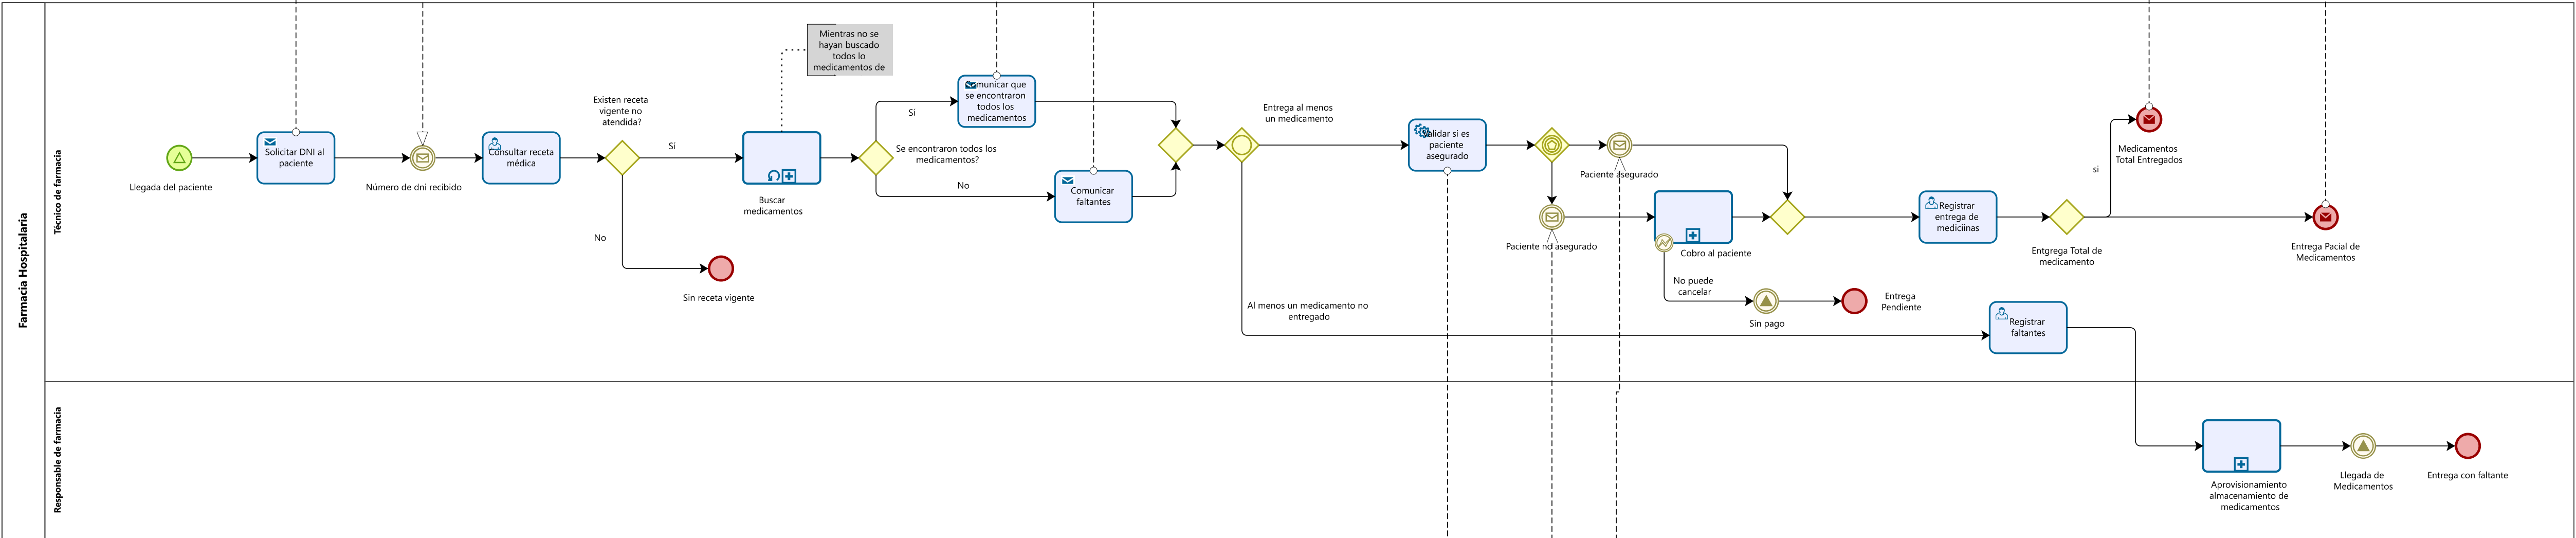 Farmacia Hospitalaria
Técnico de farmacia
Llegada del paciente
Solicitar DNI al
paciente
Número de dni recibido
Consultar receta
médica
Existen receta
vigente no
atendida?
Si
No
Sin receta vigente
Buscar
medicamentos
Mientras no se
hayan buscado
todos lo
medicamentos de
Se encontraron todos los
medicamentos?
Si
No
Comunicar que
se encontraron
todos los
medicamentos
Comunicar
faltantes
Entrega al menos
un medicamento
Al menos un medicamento no
entregado
Validar si es
paciente
asegurado
Paciente asegurado
Paciente no asegurado
Cobro al paciente
No puede
cancelar
Sin pago
Entrega
Pendiente
Registrar
entrega de
mediciinas
Entgrega Total de
medicamento
si
Medicamentos
Total Entregados
Entrega Pacial de
Medicamentos
Registrar
faltantes
Responsable de farmacia
Aprovisionamiento
almacenamiento de
medicamentos
Llegada de
Medicamentos
Entrega con faltante